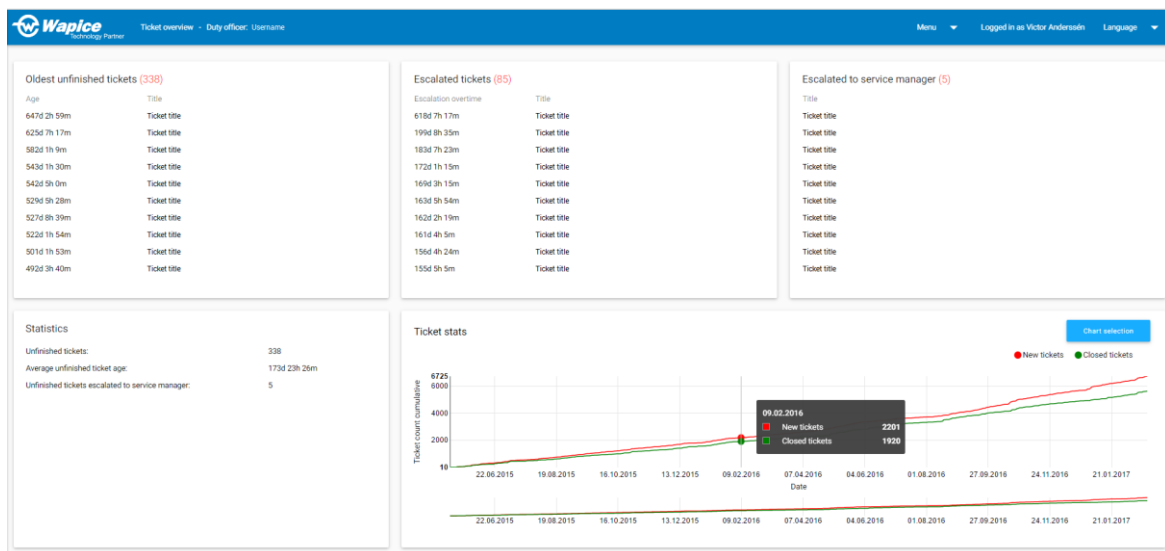 Wapice
Technology Partner
Ticket overview - Duty officer: Username
Menu
Logged in as Victor Anderssén
Language
Oldest unfinished tickets (338)
Age Title
647d 2h 59m Ticket title
625d 7h 17m Ticket title
582d 1h 9m Ticket title
543d 1h 30m Ticket title
542d 5h 0m Ticket title
529d 5h 28m Ticket title
527d 8h 39m Ticket title
522d 1h 54m Ticket title
501d 1h 53m Ticket title
492d 3h 40m Ticket title
Escalated tickets (85)
Escalation overtime Title
618d 7h 17m Ticket title
199d 8h 35m Ticket title
183d 7h 23m Ticket title
172d 1h 15m Ticket title
169d 3h 15m Ticket title
163d 5h 54m Ticket title
162d 2h 19m Ticket title
161d 4h 5m Ticket title
156d 4h 24m Ticket title
155d 5h 5m Ticket title
Escalated to service manager (5)
Title
Ticket title
Ticket title
Ticket title
Ticket title
Ticket title
Ticket title
Ticket title
Ticket title
Ticket title
Ticket title
Statistics
Unfinished tickets: 338
Average unfinished ticket age: 173d 23h 26m
Unfinished tickets escalated to service manager: 5
Ticket stats
Chart selection
New tickets Closed tickets
Ticket count cumulative
6725
6000
4000
2000
10
09.02.2016
New tickets 2201
Closed tickets 1920
22.06.2015 19.08.2015 16.10.2015 13.12.2015 09.02.2016 07.04.2016 04.06.2016 01.08.2016 27.09.2016 24.11.2016 21.01.2017
Date
22.06.2015 19.08.2015 16.10.2015 13.12.2015 09.02.2016 07.04.2016 04.06.2016 01.08.2016 27.09.2016 24.11.2016 21.01.2017